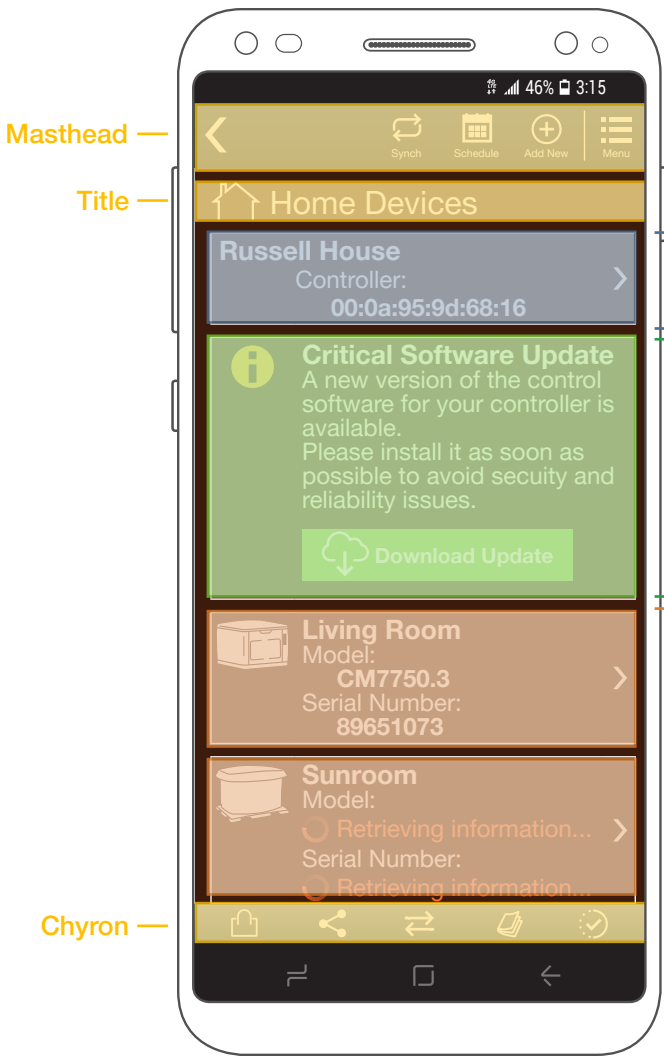 4G
LTE 46% 3:15
Masthead
Synch Schedule Add New Menu
Title
Home Devices
Russell House
Controller:
00:0a:95:9d:68:16
Critical Software Update
A new version of the control
software for your controller is
available.
Please install it as soon as
possible to avoid secuity and
reliability issues.
Download Update
Living Room
Model:
CM7750.3
Serial Number:
89651073
Sunroom
Model:
Retrieving information...
Serial Number:
Retrieving information...
Chyron